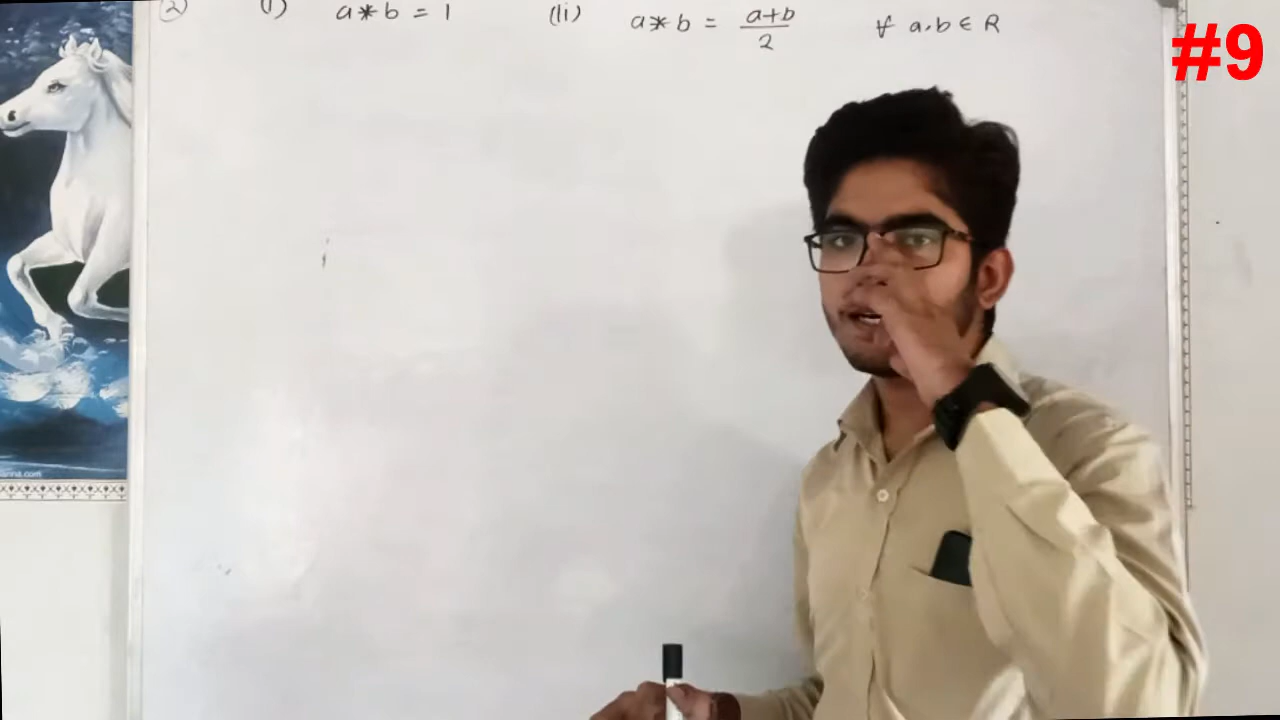 ② (i) a * b = 1 (ii) a * b = (a+b)/2 ∀ a,b ∈ R
#9